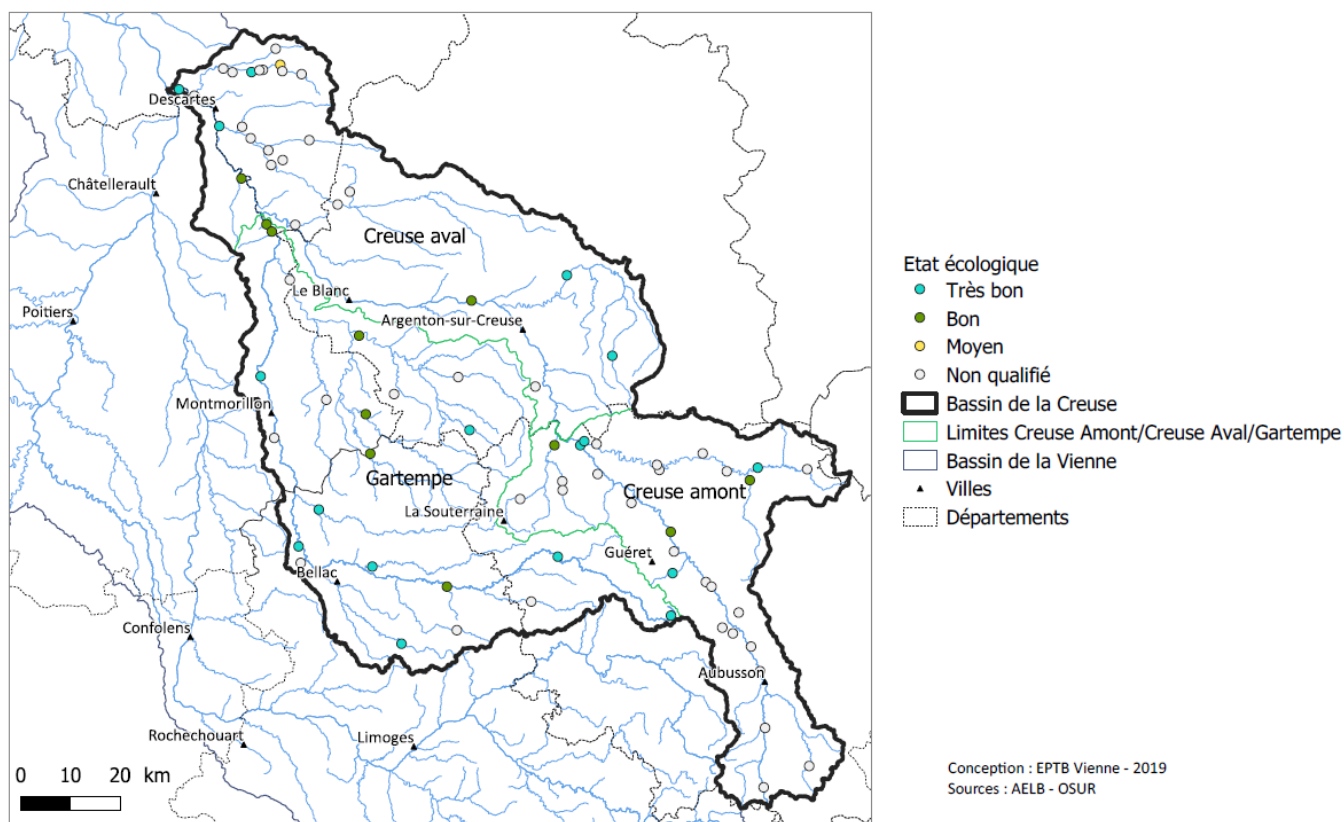 Descartes
Châtellerault
Creuse aval
Le Blanc
Poitiers
Argenton-sur-Creuse
Montmorillon
Gartempe
Creuse amont
La Souterraine
Guéret
Bellac
Confolens
Aubusson
Rochechouart
Limoges
0 10 20 km
Etat écologique
Très bon
Bon
Moyen
Non qualifié
Bassin de la Creuse
Limites Creuse Amont/Creuse Aval/Gartempe
Bassin de la Vienne
Villes
Départements
Conception : EPTB Vienne - 2019
Sources : AELB - OSUR